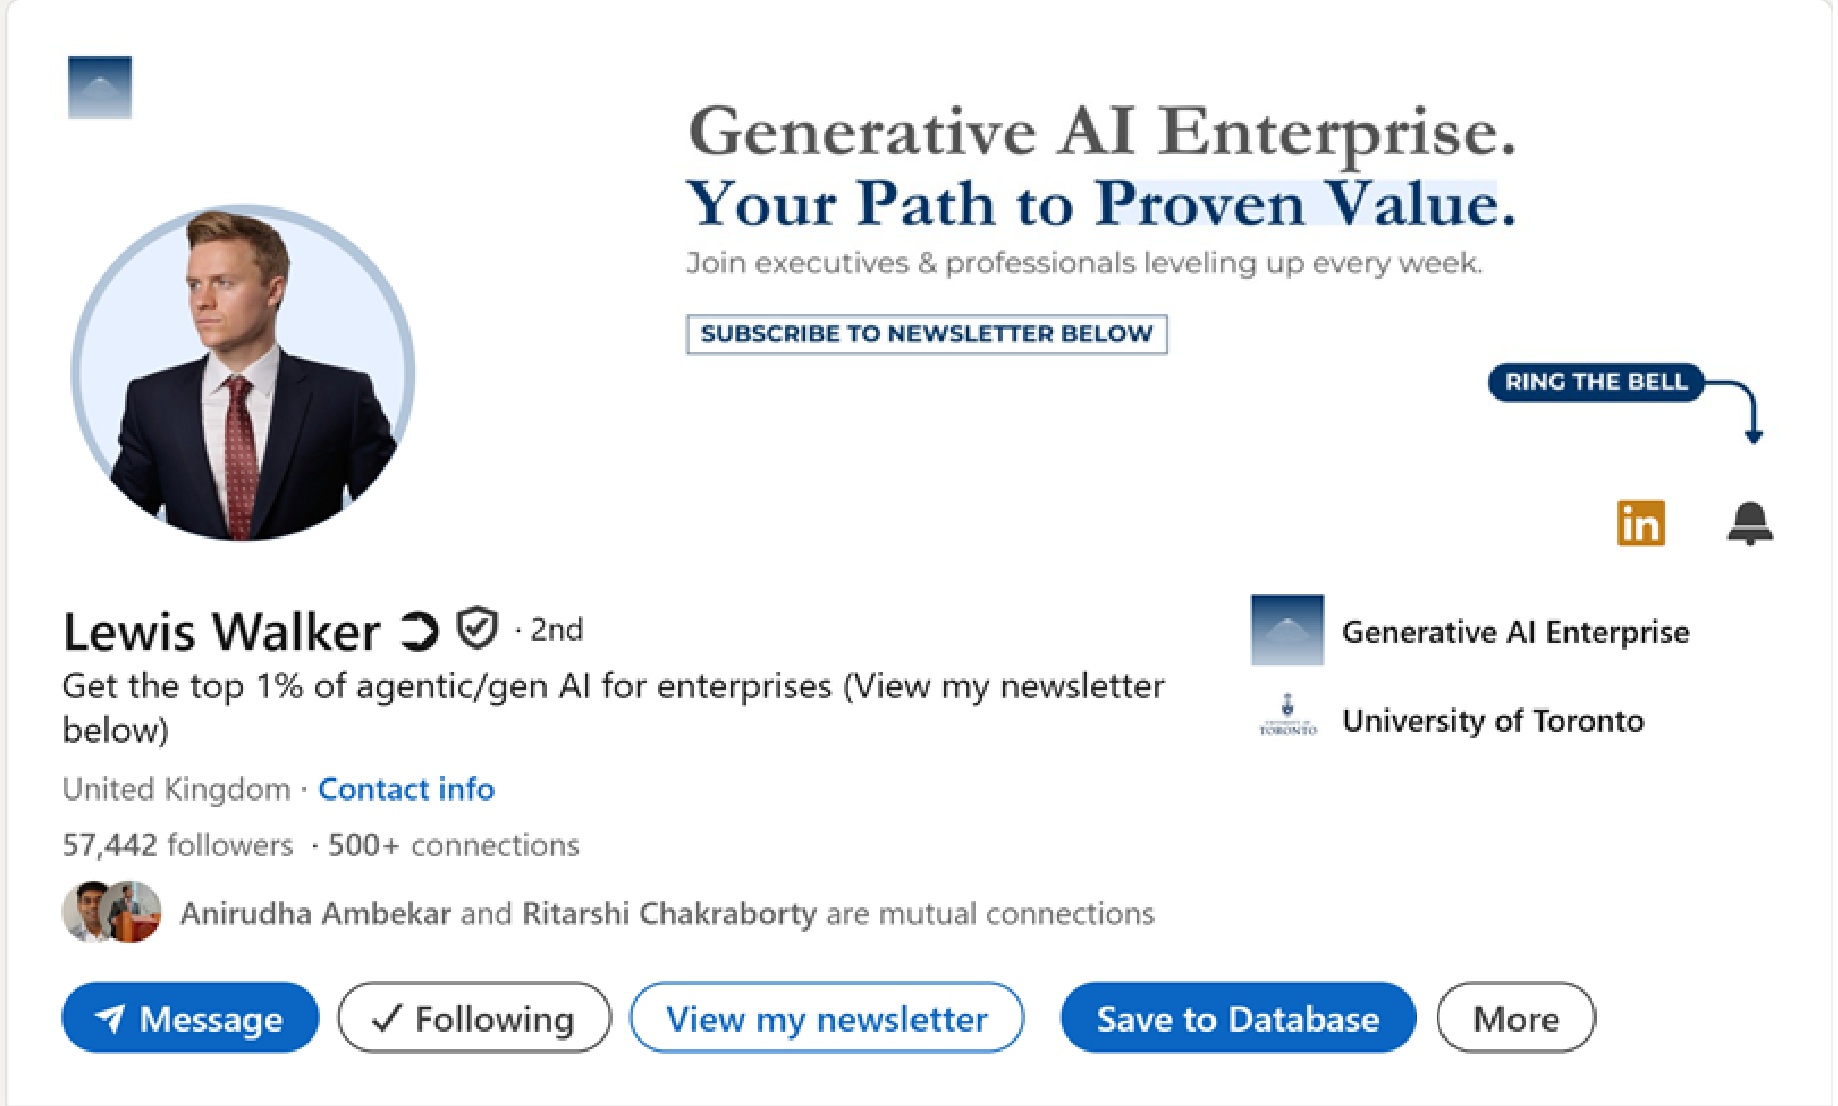 Generative AI Enterprise.
Your Path to Proven Value.
Join executives & professionals leveling up every week.
SUBSCRIBE TO NEWSLETTER BELOW
RING THE BELL
in
Lewis Walker
· 2nd
Get the top 1% of agentic/gen AI for enterprises (View my newsletter
below)
United Kingdom · Contact info
57,442 followers · 500+ connections
Anirudha Ambekar and Ritarshi Chakraborty are mutual connections
Generative AI Enterprise
TORONTO
University of Toronto
Message
Following
View my newsletter
Save to Database
More